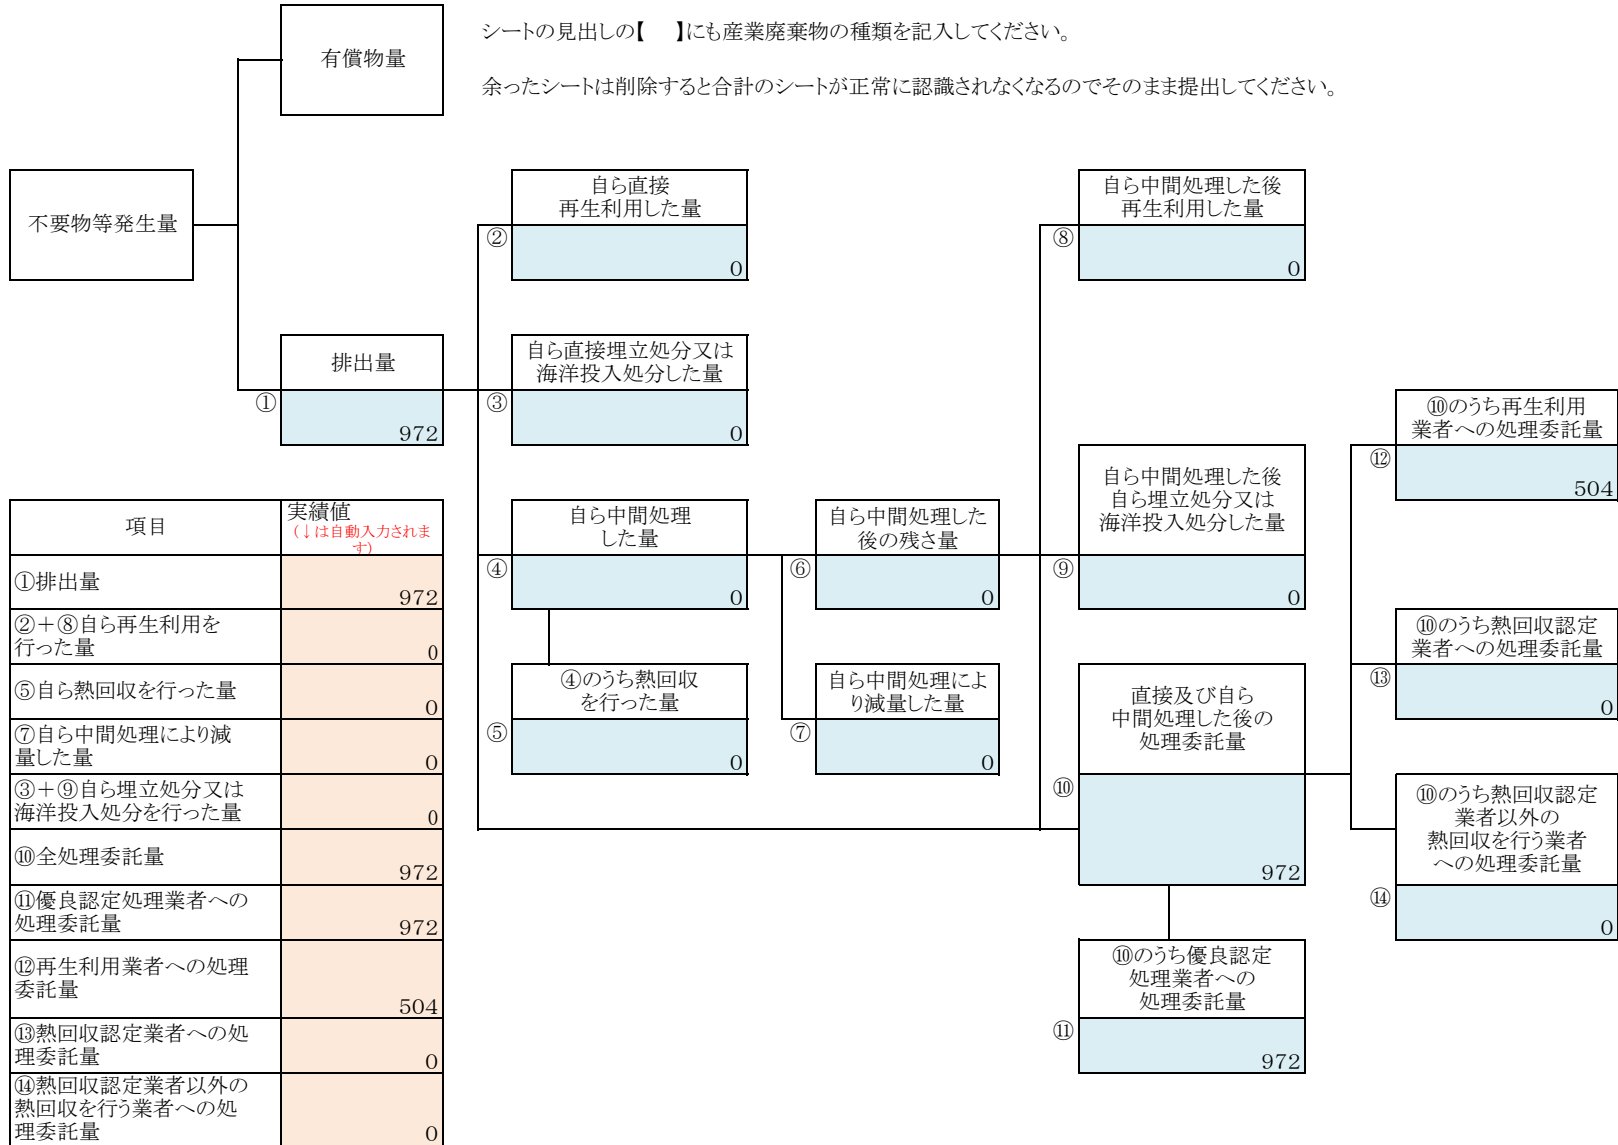 シートの見出しの【　】にも産業廃棄物の種類を記入してください。
余ったシートは削除すると合計のシートが正常に認識されなくなるのでそのまま提出してください。
有償物量
不要物等発生量
排出量
①
972
自ら直接
再生利用した量
②
0
自ら直接埋立処分又は
海洋投入処分した量
③
0
自ら中間処理
した量
④
0
④のうち熱回収
を行った量
⑤
0
自ら中間処理した
後の残さ量
⑥
0
自ら中間処理によ
り減量した量
⑦
0
自ら中間処理した後
再生利用した量
⑧
0
自ら中間処理した後
自ら埋立処分又は
海洋投入処分した量
⑨
0
直接及び自ら
中間処理した後の
処理委託量
⑩
972
⑩のうち優良認定
処理業者への
処理委託量
⑪
972
⑩のうち再生利用
業者への処理委託量
⑫
504
⑩のうち熱回収認定
業者への処理委託量
⑬
0
⑩のうち熱回収認定
業者以外の
熱回収を行う業者
への処理委託量
⑭
0
項目
実績値
(↓は自動入力されま
す)
①排出量
972
②＋⑧自ら再生利用を
行った量
0
⑤自ら熱回収を行った量
0
⑦自ら中間処理により減
量した量
0
③＋⑨自ら埋立処分又は
海洋投入処分を行った量
0
⑩全処理委託量
972
⑪優良認定処理業者への
処理委託量
972
⑫再生利用業者への処理
委託量
504
⑬熱回収認定業者への処
理委託量
0
⑭熱回収認定業者以外の
熱回収を行う業者への処
理委託量
0